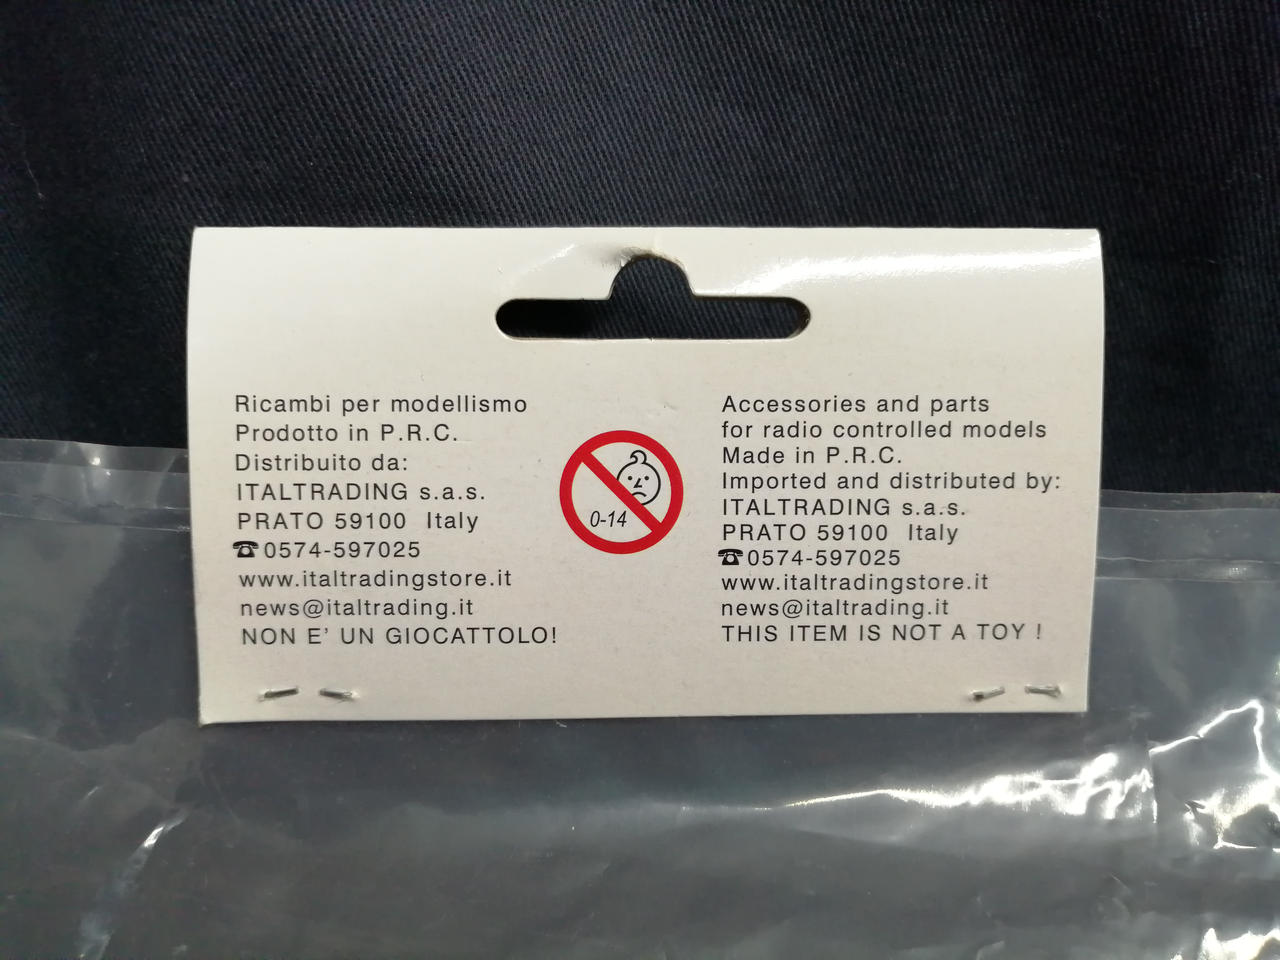 Ricambi per modellismo
Prodotto in P.R.C.
Distribuito da:
ITALTRADING s.a.s.
PRATO 59100 Italy
☎0574-597025
www.italtradingstore.it
news@italtrading.it
NON E' UN GIOCATTOLO!
0-14
Accessories and parts
for radio controlled models
Made in P.R.C.
Imported and distributed by:
ITALTRADING s.a.s.
PRATO 59100 Italy
☎0574-597025
www.italtradingstore.it
news@italtrading.it
THIS ITEM IS NOT A TOY !